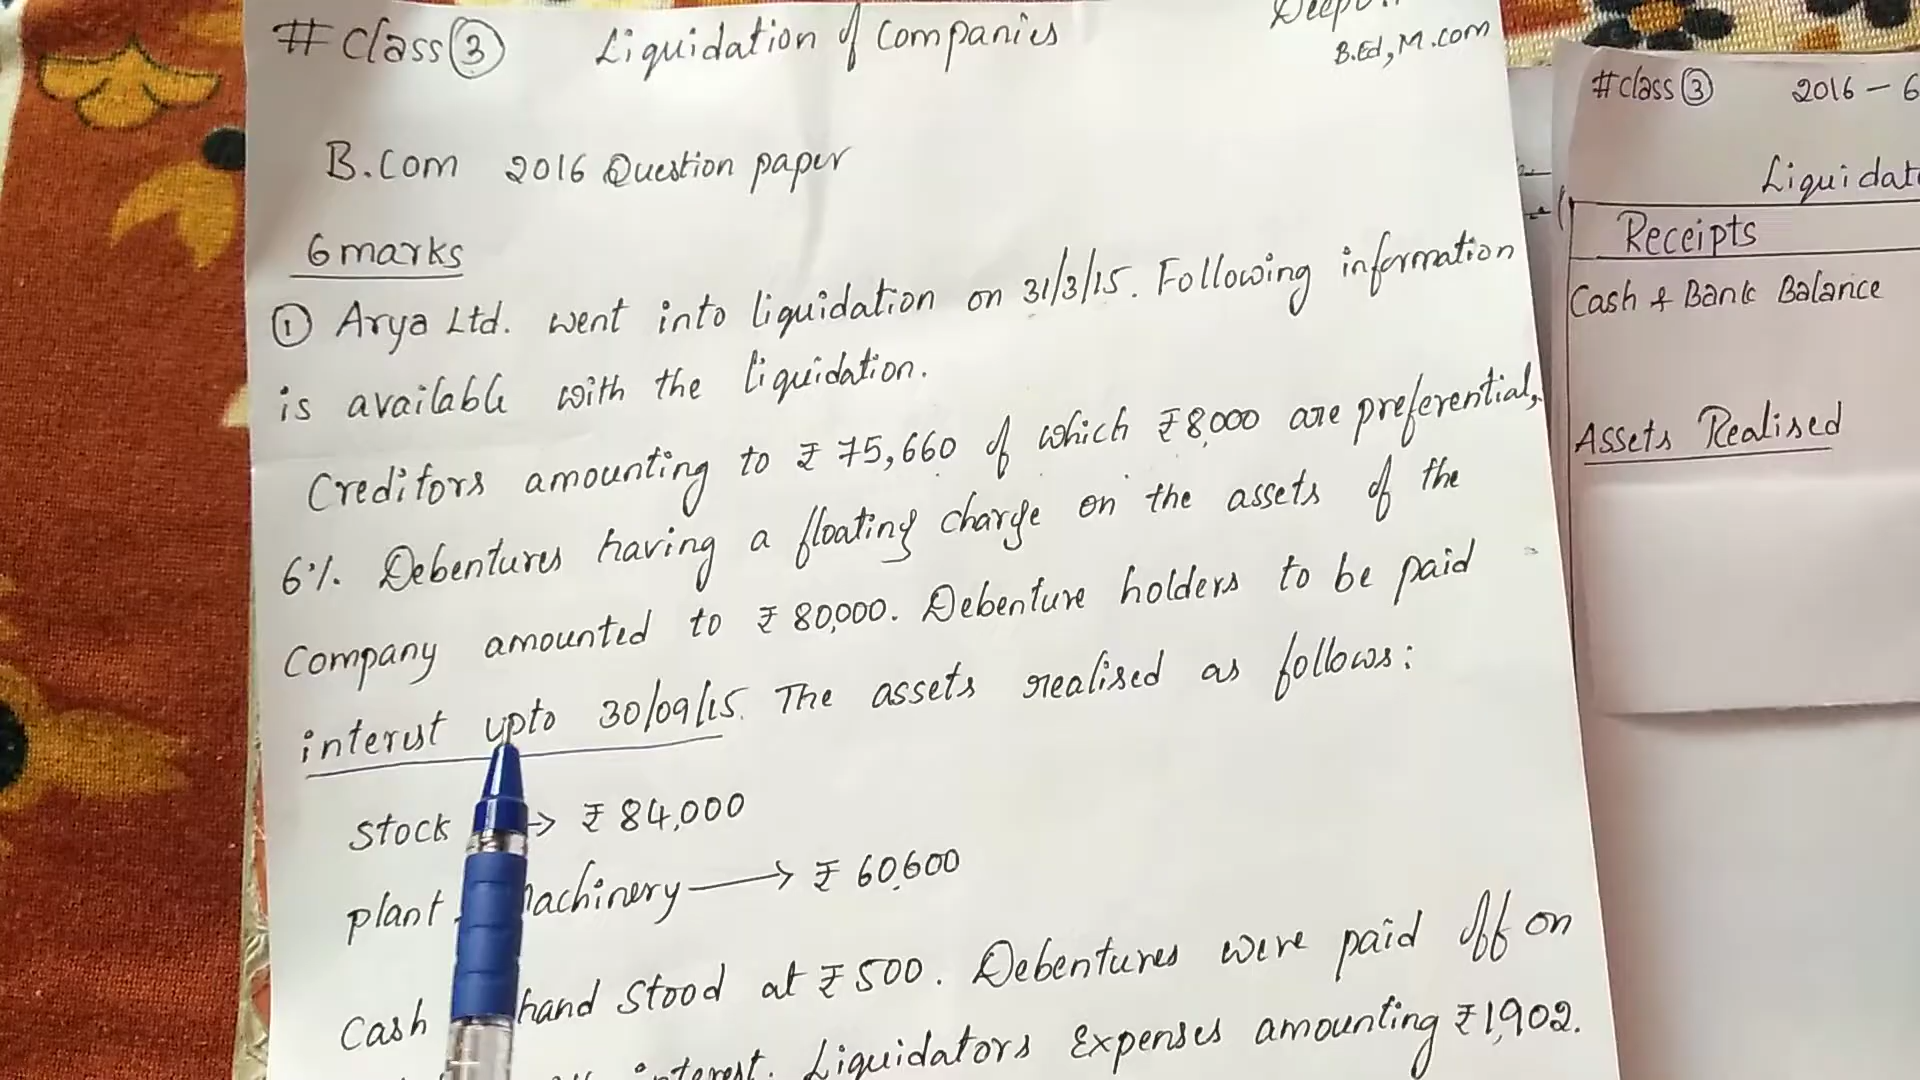 #Class ③ Liquidation of Companies
B.Ed, M.com
B.Com 2016 Question paper
6 marks
① Arya Ltd. went into liquidation on 31/3/15. Following information
is available with the liquidation.
Creditors amounting to ₹ 75,660 of which ₹8,000 are preferential,
6%. Debentures having a floating charge on the assets of the
Company amounted to ₹ 80,000. Debenture holders to be paid
interest upto 30/09/15. The assets realised as follows:
Stock → ₹ 84,000
plant machinery → ₹ 60,600
Cash hand Stood at ₹500. Debentures were paid off on
interest. Liquidators Expenses amounting ₹1,902.
#class ③ 2016 - 6
Receipts
Cash & Bank Balance
Assets Realised